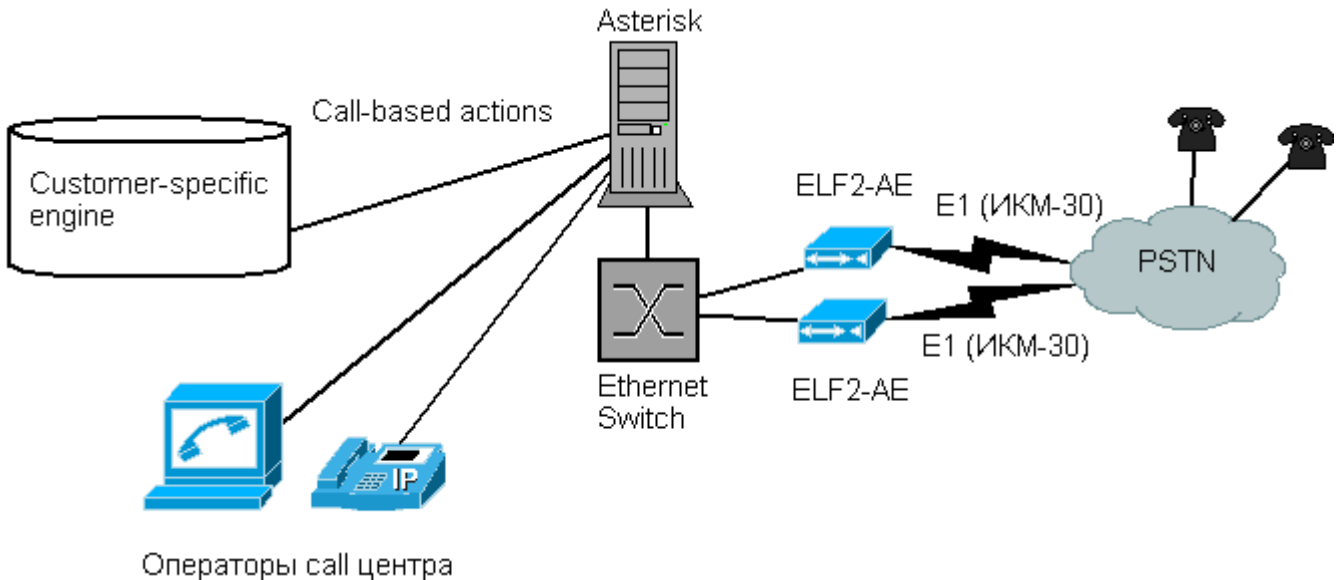 Asterisk
Call-based actions
Customer-specific
engine
ELF2-AE
E1 (ИКМ-30)
PSTN
E1 (ИКМ-30)
ELF2-AE
Ethernet
Switch
IP
Операторы call центра